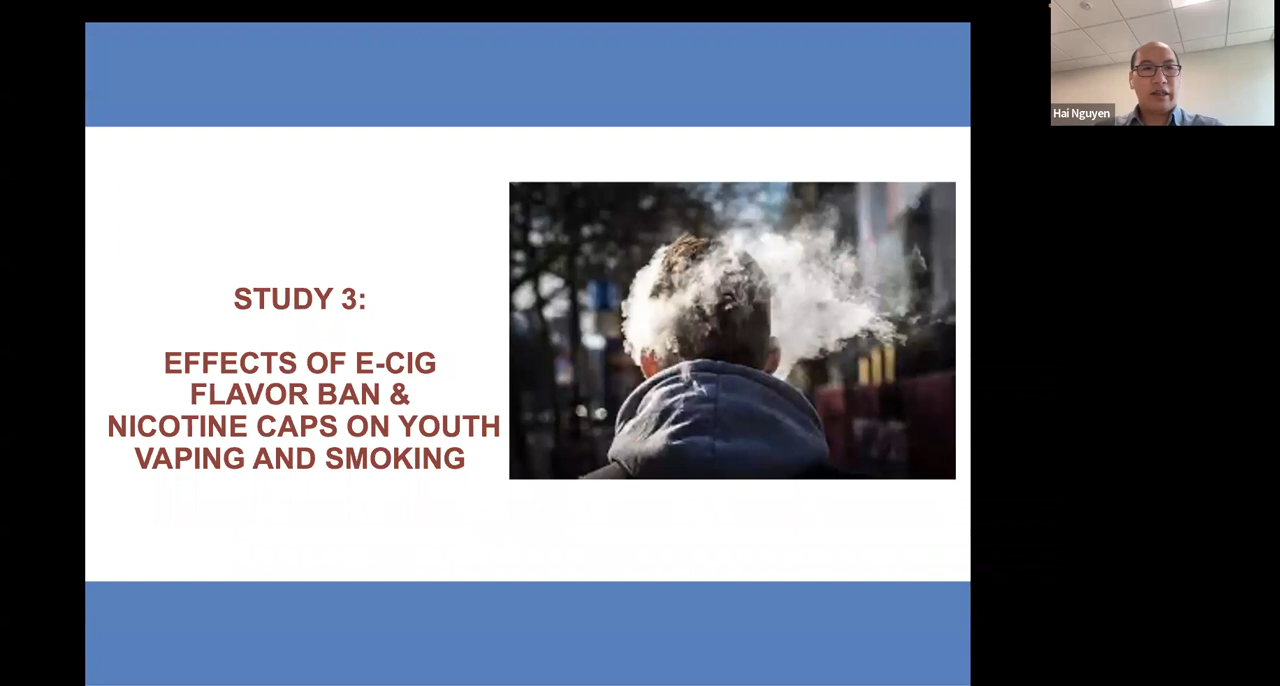 STUDY 3:
EFFECTS OF E-CIG
FLAVOR BAN &
NICOTINE CAPS ON YOUTH
VAPING AND SMOKING
Hai Nguyen